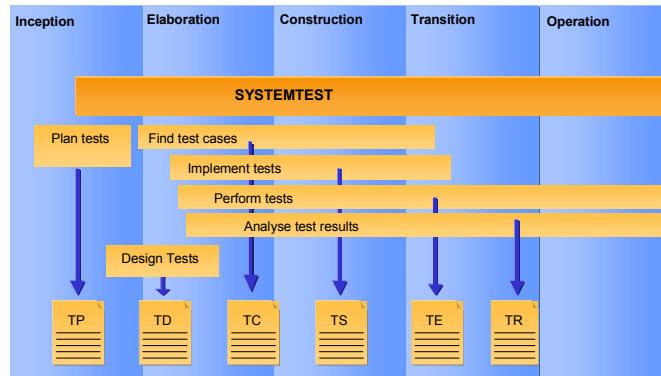 Inception
Elaboration
Construction
Transition
Operation
SYSTEMTEST
Plan tests
Find test cases
Implement tests
Perform tests
Analyse test results
Design Tests
TP
TD
TC
TS
TE
TR